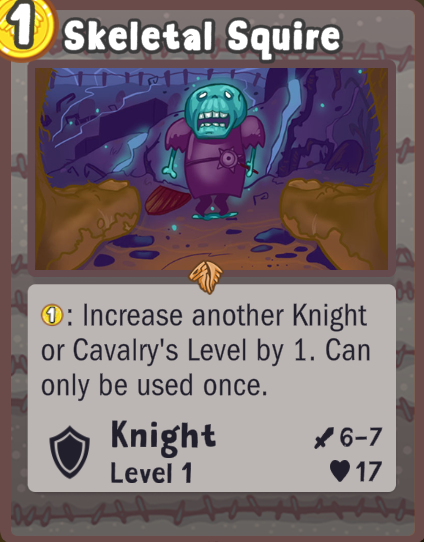 1 Skeletal Squire
1: Increase another Knight
or Cavalry's Level by 1. Can
only be used once.
Knight 6–7
Level 1 17